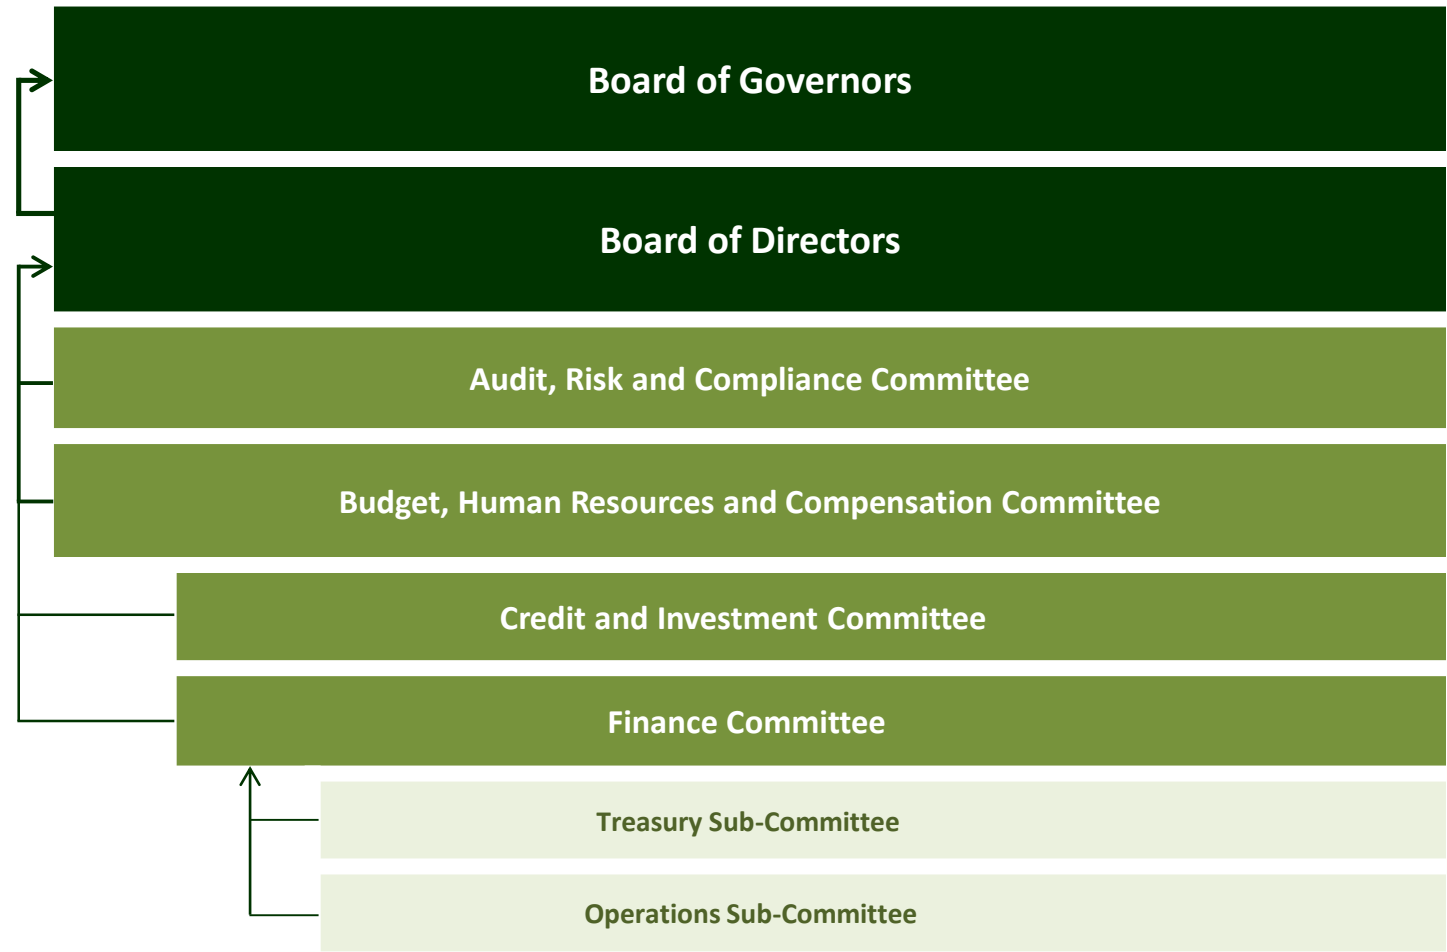 Board of Governors
Board of Directors
Audit, Risk and Compliance Committee
Budget, Human Resources and Compensation Committee
Credit and Investment Committee
Finance Committee
Treasury Sub-Committee
Operations Sub-Committee